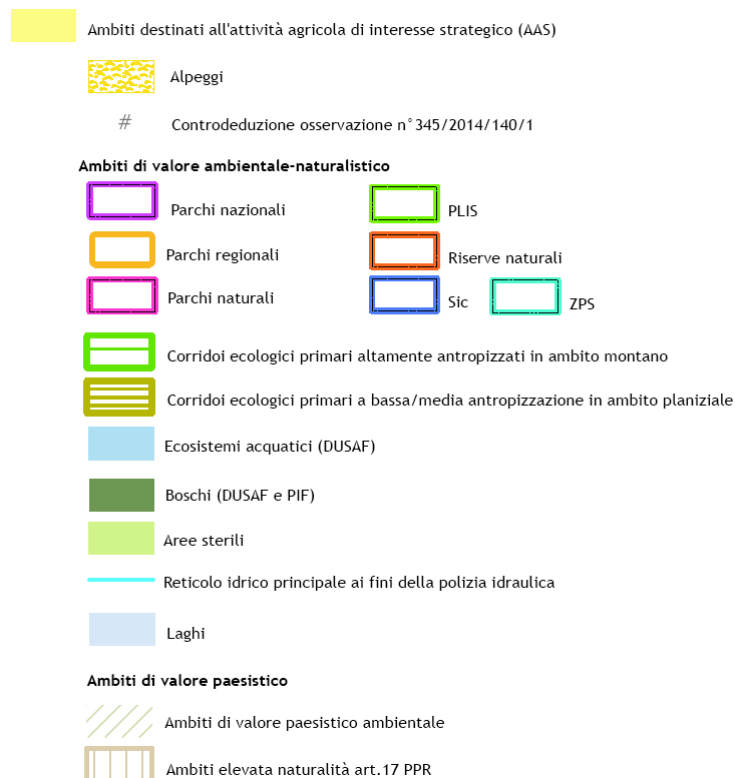 Ambiti destinati all'attività agricola di interesse strategico (AAS)
Alpeggi
# Controdeduzione osservazione n°345/2014/140/1
Ambiti di valore ambientale-naturalistico
Parchi nazionali
PLIS
Parchi regionali
Riserve naturali
Parchi naturali
Sic
ZPS
Corridoi ecologici primari altamente antropizzati in ambito montano
Corridoi ecologici primari a bassa/media antropizzazione in ambito planiziale
Ecosistemi acquatici (DUSAF)
Boschi (DUSAF e PIF)
Aree sterili
Reticolo idrico principale ai fini della polizia idraulica
Laghi
Ambiti di valore paesistico
Ambiti di valore paesistico ambientale
Ambiti elevata naturalità art.17 PPR